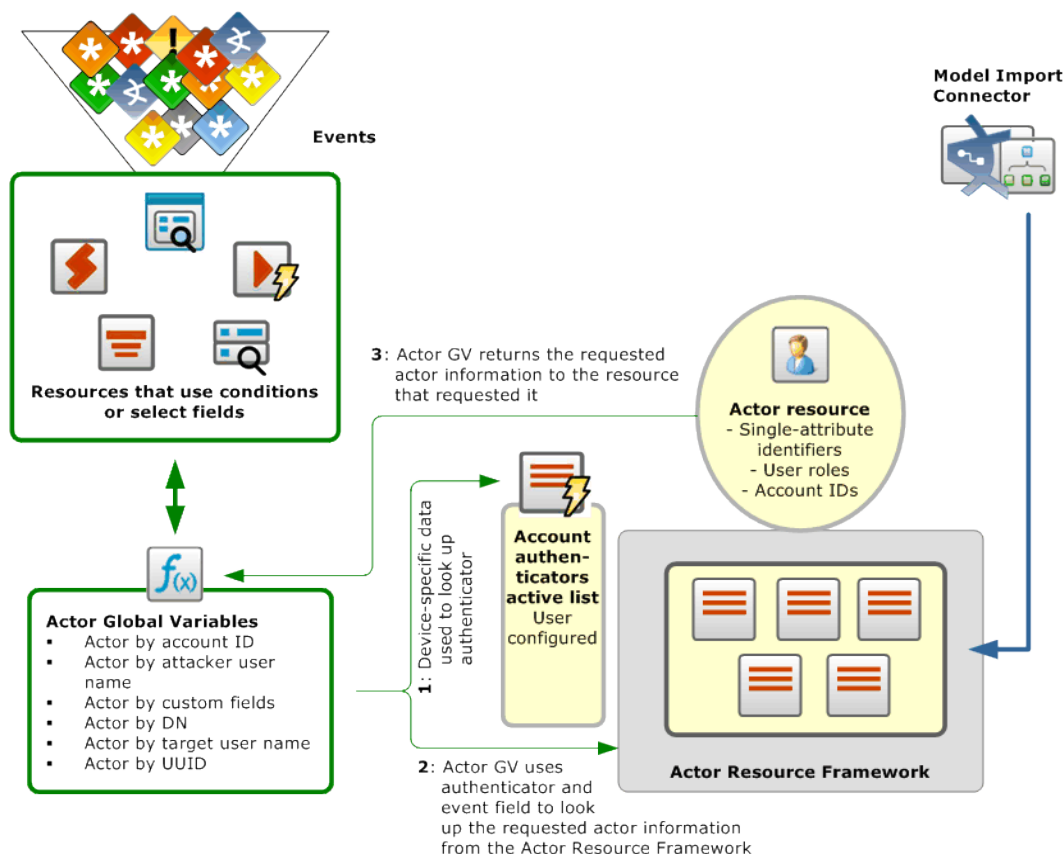 Events
Model Import
Connector
Resources that use conditions
or select fields
3: Actor GV returns the requested
actor information to the resource
that requested it
Actor resource
- Single-attribute
identifiers
- User roles
- Account IDs
1: Device-specific data
used to look up
authenticator
Account
authen-
ticators
active list
User
configured
f(x)
Actor Global Variables
▪ Actor by account ID
▪ Actor by attacker user
name
▪ Actor by custom fields
▪ Actor by DN
▪ Actor by target user name
▪ Actor by UUID
Actor Resource Framework
2: Actor GV uses
authenticator and
event field to look
up the requested actor information
from the Actor Resource Framework